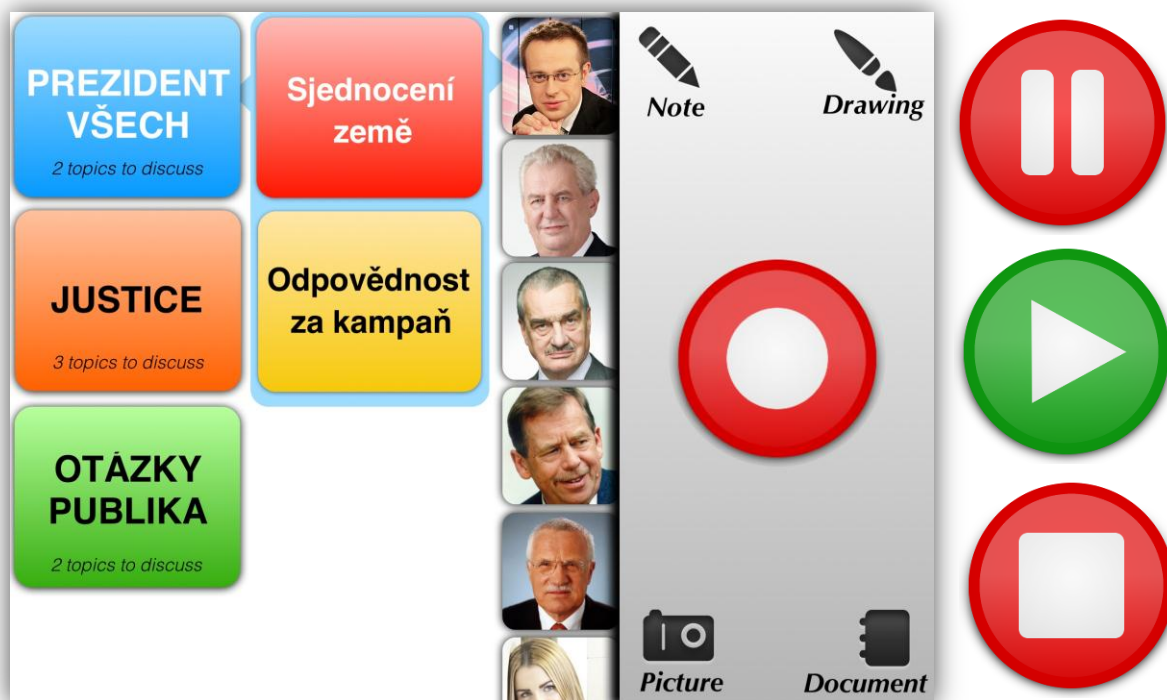 PREZIDENT
VŠECH
2 topics to discuss
Sjednocení
země
JUSTICE
3 topics to discuss
Odpovědnost
za kampaň
OTÁZKY
PUBLIKA
2 topics to discuss
Note
Drawing
Picture
Document